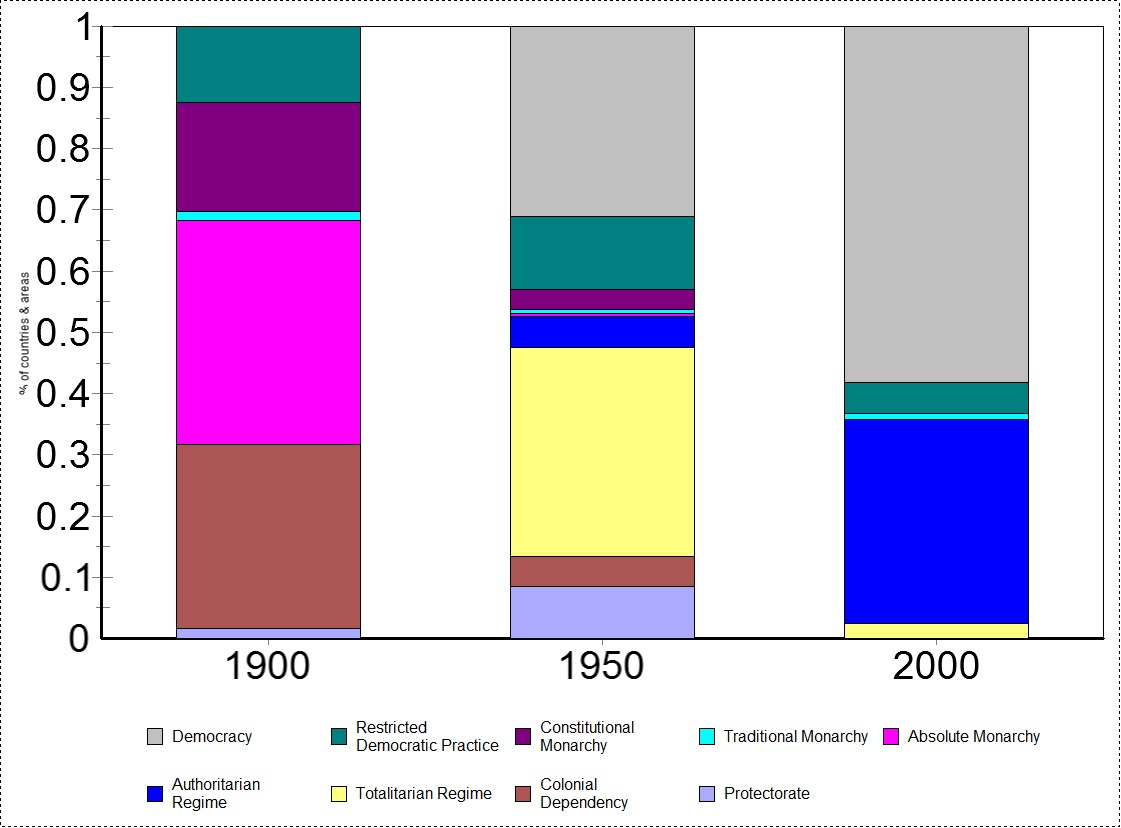 1
0.9
0.8
0.7
0.6
0.5
0.4
0.3
0.2
0.1
0
% of countries & areas
1900 1950 2000
Democracy
Restricted
Democratic Practice
Constitutional
Monarchy
Traditional Monarchy
Absolute Monarchy
Authoritarian
Regime
Totalitarian Regime
Colonial
Dependency
Protectorate